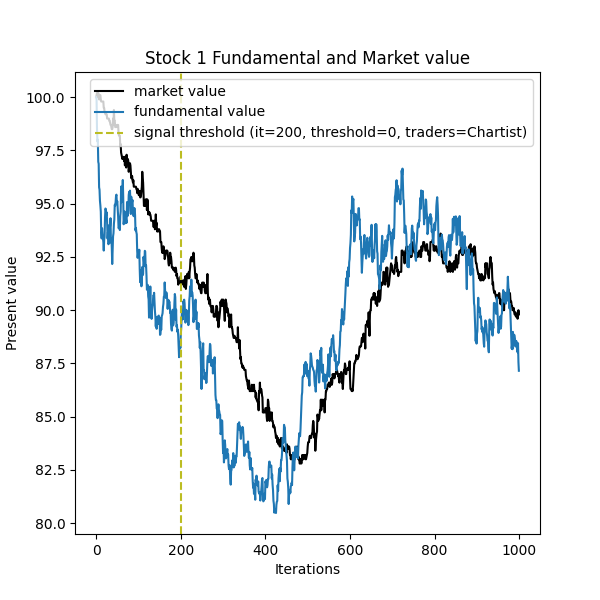 Stock 1 Fundamental and Market value
market value
fundamental value
signal threshold (it=200, threshold=0, traders=Chartist)
100.0
97.5
95.0
92.5
90.0
87.5
85.0
82.5
80.0
Present value
0 200 400 600 800 1000
Iterations